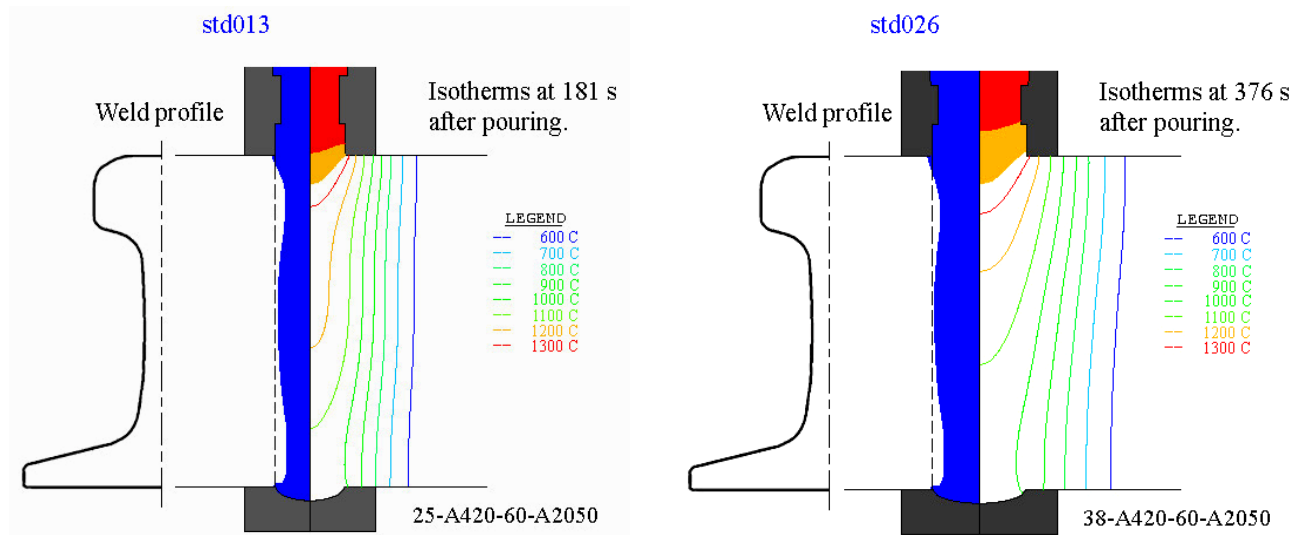 std013
Weld profile
Isotherms at 181 s
after pouring.
LEGEND
-- 600 C
-- 700 C
-- 800 C
-- 900 C
-- 1000 C
-- 1100 C
-- 1200 C
-- 1300 C
25-A420-60-A2050
std026
Weld profile
Isotherms at 376 s
after pouring.
LEGEND
-- 600 C
-- 700 C
-- 800 C
-- 900 C
-- 1000 C
-- 1100 C
-- 1200 C
-- 1300 C
38-A420-60-A2050